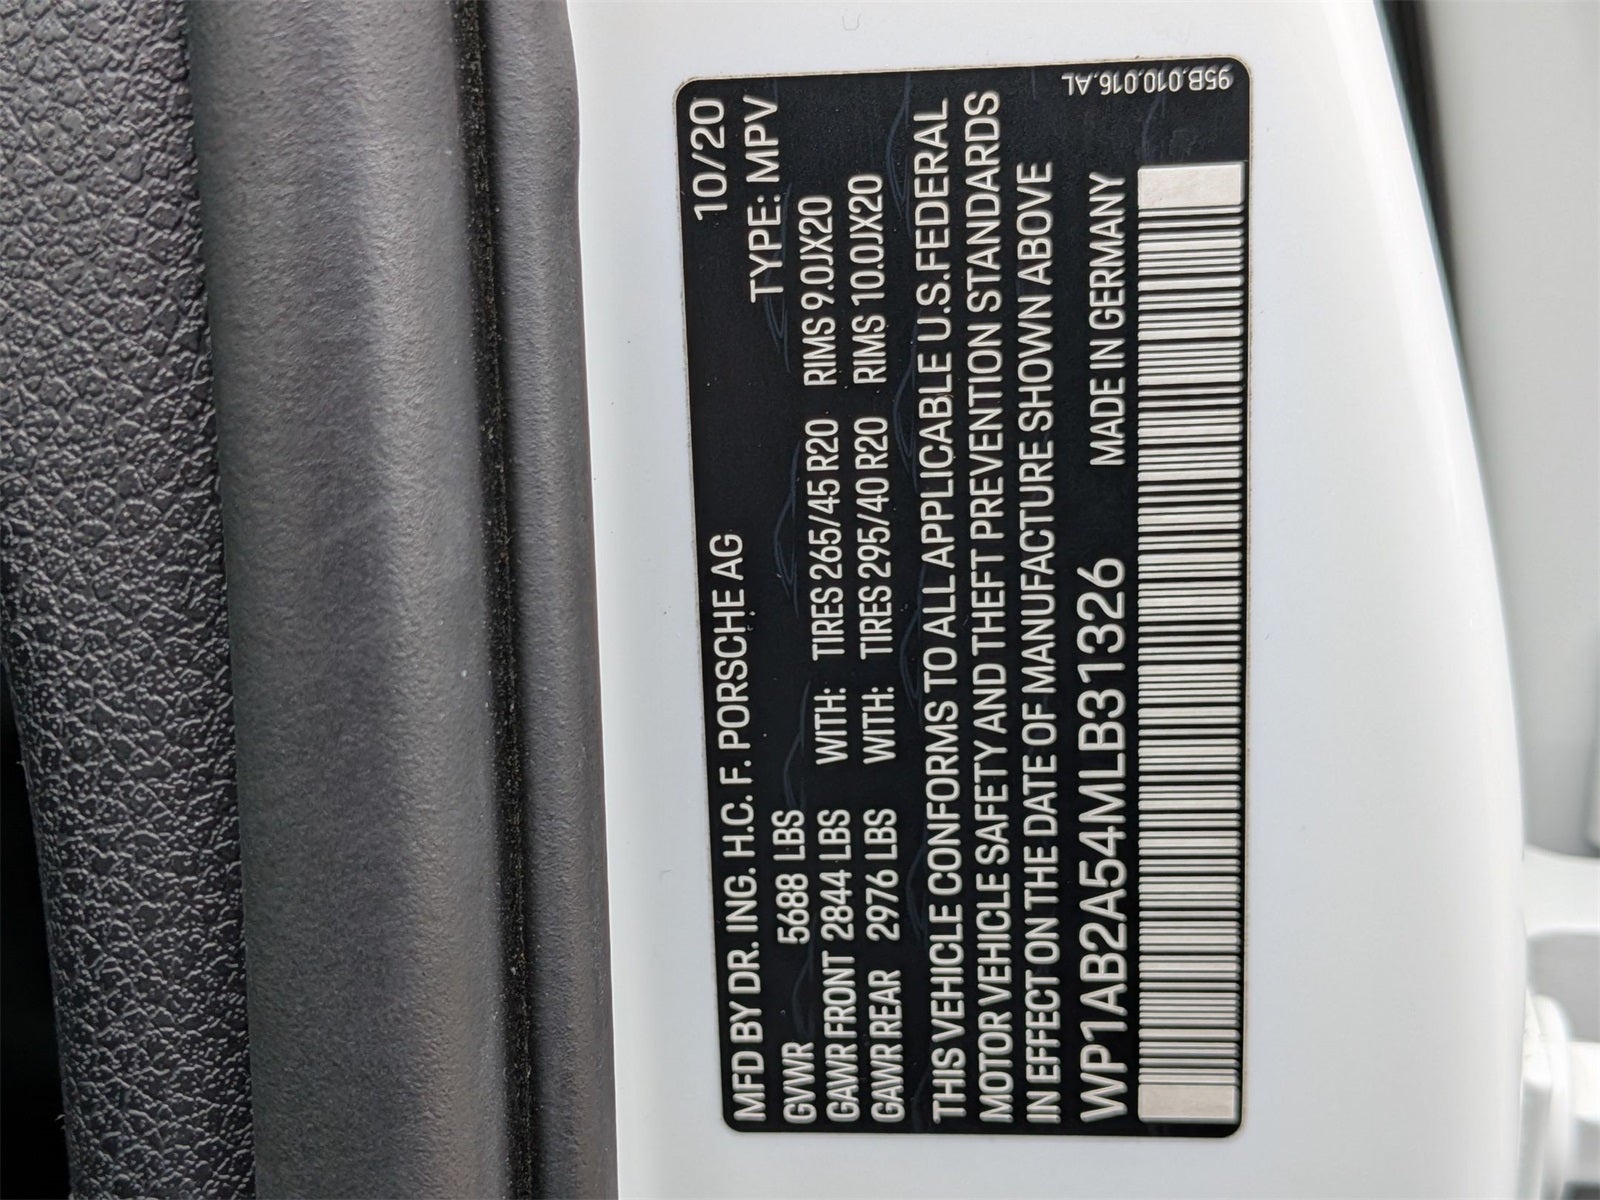 MFD BY DR. ING. H.C. F. PORSCHE AG 10/20
GVWR 5688 LBS TYPE: MPV
GAWR FRONT 2844 LBS WITH: TIRES 265/45 R20 RIMS 9.0JX20
GAWR REAR 2976 LBS WITH: TIRES 295/40 R20 RIMS 10.0JX20
THIS VEHICLE CONFORMS TO ALL APPLICABLE U.S.FEDERAL
MOTOR VEHICLE SAFETY AND THEFT PREVENTION STANDARDS
IN EFFECT ON THE DATE OF MANUFACTURE SHOWN ABOVE
WP1AB2A54MLB31326 MADE IN GERMANY
95B.010.016.AL